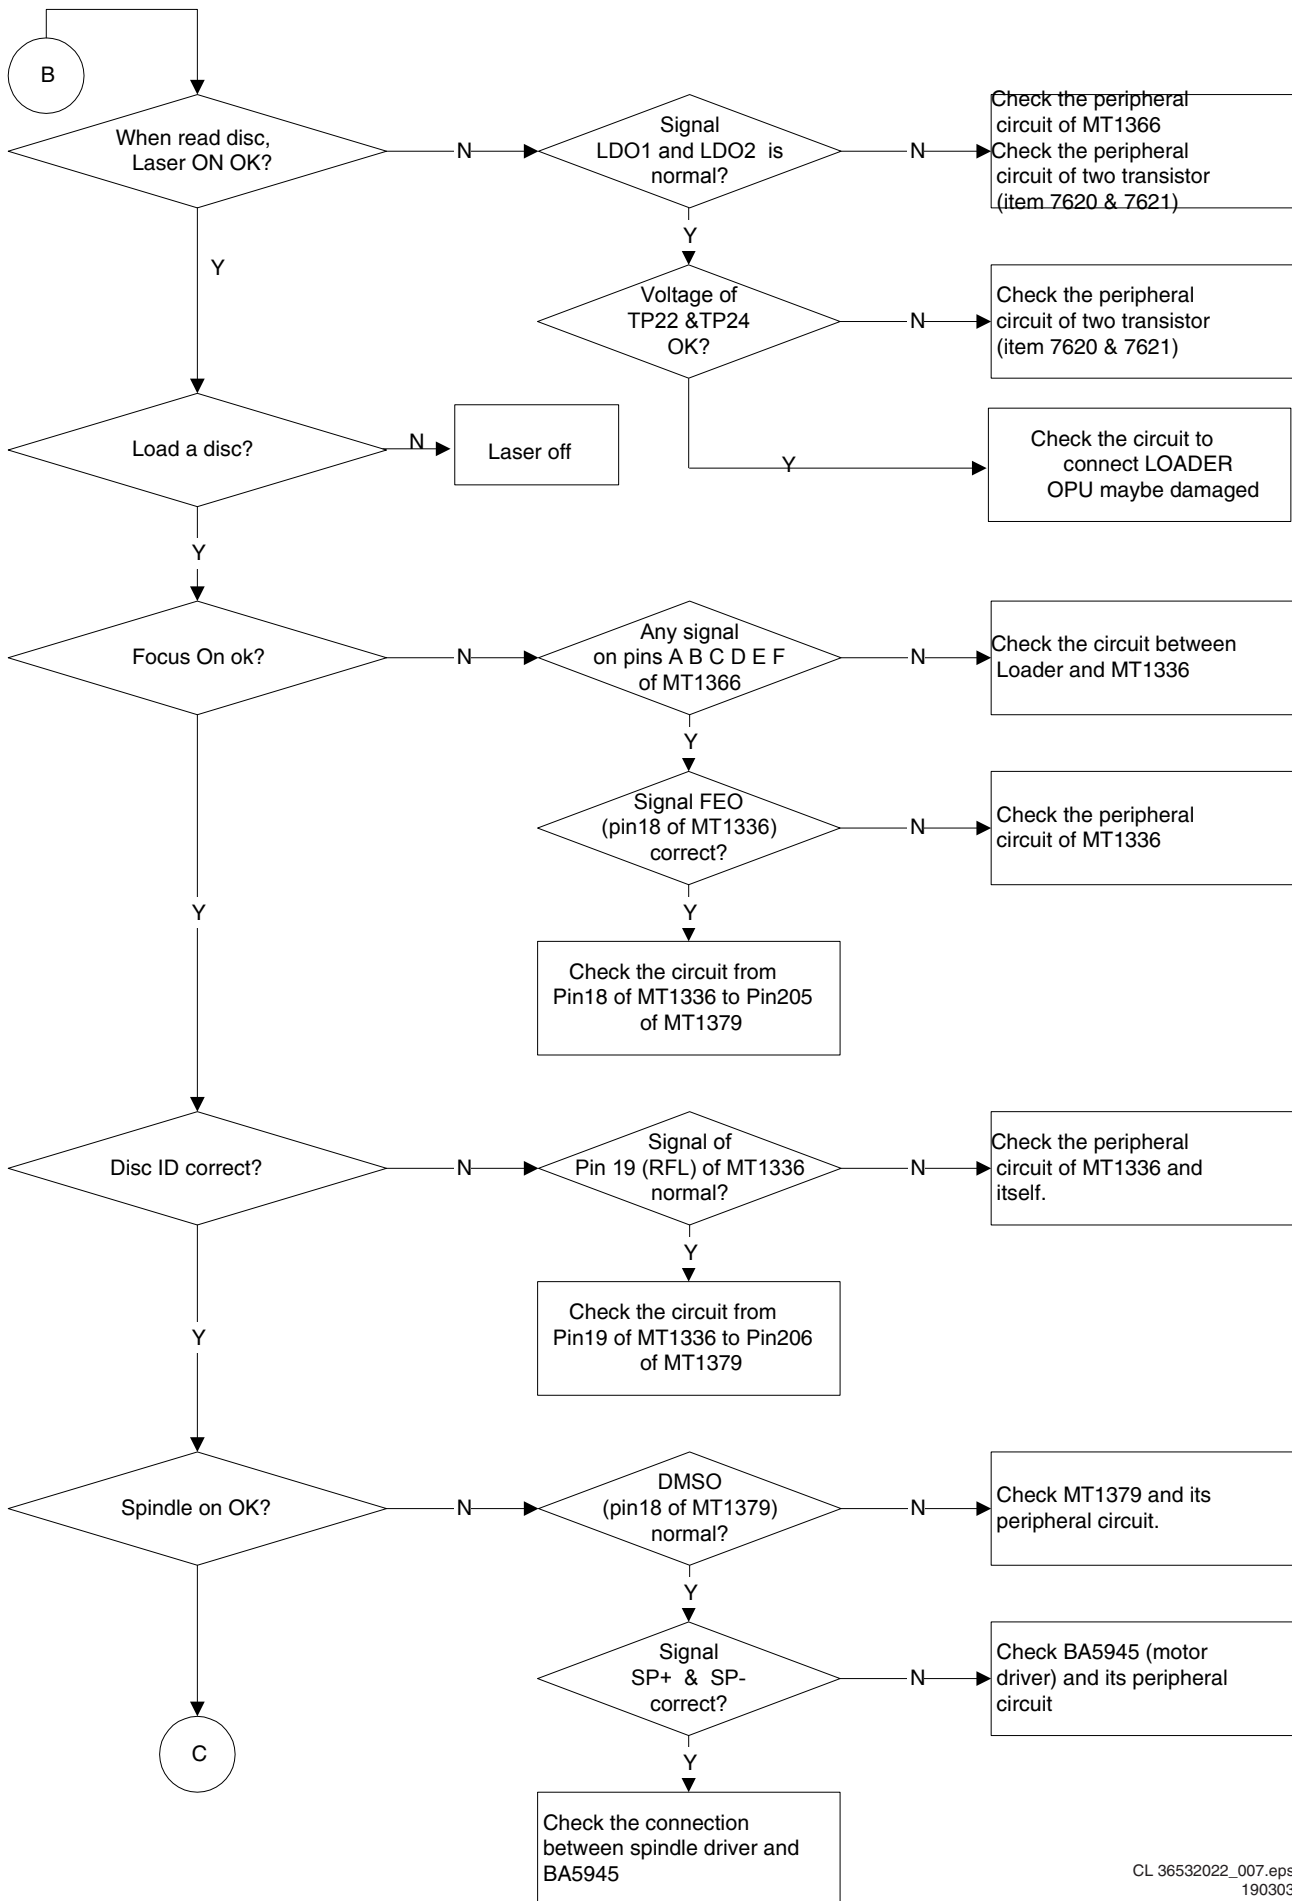 B
When read disc,
Laser ON OK?
N
Signal
LDO1 and LDO2 is
normal?
N
Check the peripheral
circuit of MT1366
Check the peripheral
circuit of two transistor
(item 7620 & 7621)
Y
Y
Voltage of
TP22 &TP24
OK?
N
Check the peripheral
circuit of two transistor
(item 7620 & 7621)
Load a disc?
N
Laser off
Y
Check the circuit to
connect LOADER
OPU maybe damaged
Y
Focus On ok?
N
Any signal
on pins A B C D E F
of MT1366
N
Check the circuit between
Loader and MT1336
Y
Signal FEO
(pin18 of MT1336)
correct?
N
Check the peripheral
circuit of MT1336
Y
Y
Check the circuit from
Pin18 of MT1336 to Pin205
of MT1379
Disc ID correct?
N
Signal of
Pin 19 (RFL) of MT1336
normal?
N
Check the peripheral
circuit of MT1336 and
itself.
Y
Y
Check the circuit from
Pin19 of MT1336 to Pin206
of MT1379
Spindle on OK?
N
DMSO
(pin18 of MT1379)
normal?
N
Check MT1379 and its
peripheral circuit.
Y
Signal
SP+ & SP-
correct?
N
Check BA5945 (motor
driver) and its peripheral
circuit
C
Y
Check the connection
between spindle driver and
BA5945
CL 36532022_007.eps
190303